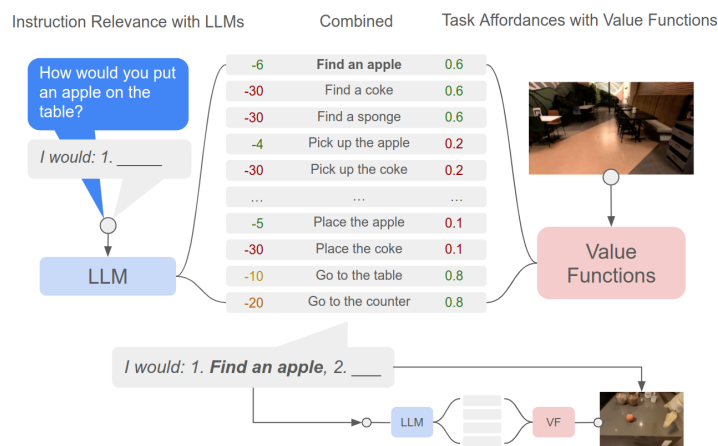 Instruction Relevance with LLMs
Combined
Task Affordances with Value Functions
How would you put
an apple on the
table?
I would: 1. _____
LLM
-6 Find an apple 0.6
-30 Find a coke 0.6
-30 Find a sponge 0.6
-4 Pick up the apple 0.2
-30 Pick up the coke 0.2
... ... ...
-5 Place the apple 0.1
-30 Place the coke 0.1
-10 Go to the table 0.8
-20 Go to the counter 0.8
Value
Functions
I would: 1. Find an apple, 2. ___
LLM
VF